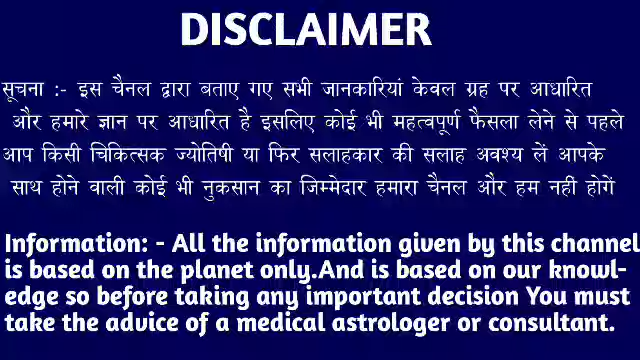 DISCLAIMER
सूचना :- इस चैनल द्वारा बताए गए सभी जानकारियां केवल ग्रह पर आधारित
और हमारे ज्ञान पर आधारित है इसलिए कोई भी महत्वपूर्ण फैसला लेने से पहले
आप किसी चिकित्सक ज्योतिषी या फिर सलाहकार की सलाह अवश्य लें आपके
साथ होने वाली कोई भी नुकसान का जिम्मेदार हमारा चैनल और हम नहीं होगें
Information: - All the information given by this channel
is based on the planet only.And is based on our knowl-
edge so before taking any important decision You must
take the advice of a medical astrologer or consultant.